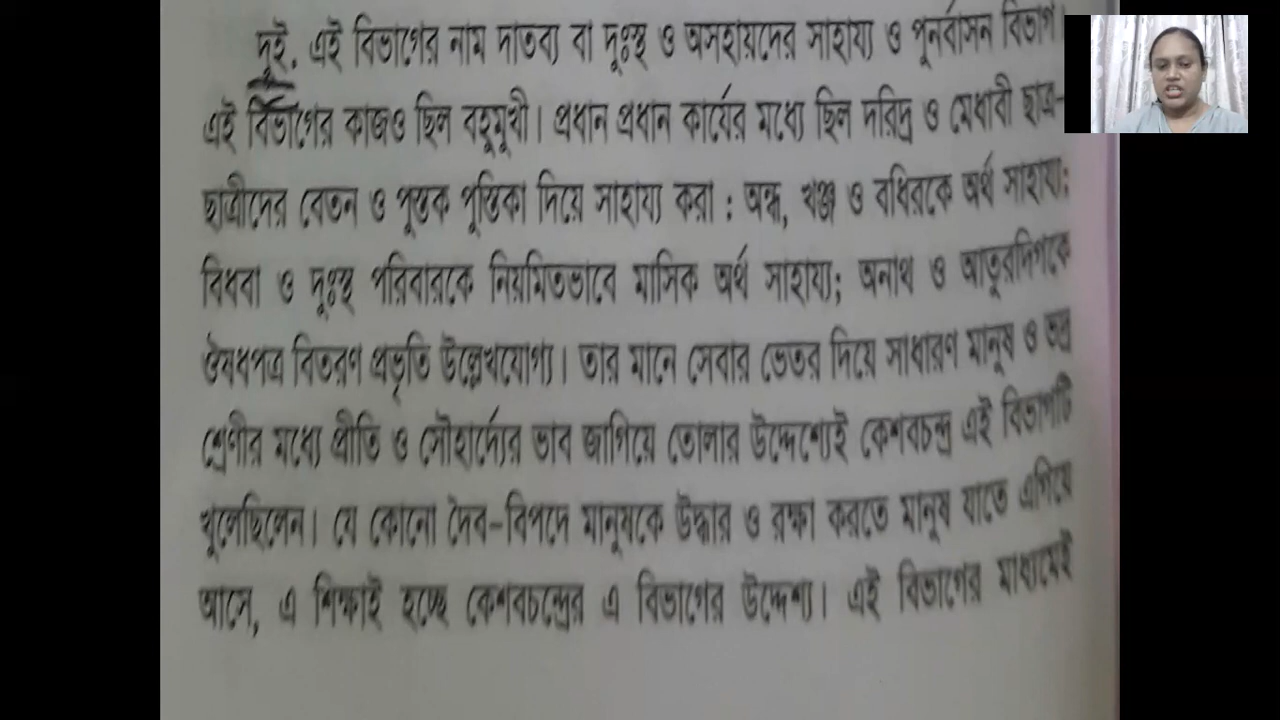 দুই. এই বিভাগের নাম দাতব্য বা দুঃস্থ ও অসহায়দের সাহায্য ও পুনর্বাসন বিভাগ।
এই বিভাগের কাজও ছিল বহুমুখী। প্রধান প্রধান কার্যের মধ্যে ছিল দরিদ্র ও মেধাবী ছাত্র-
ছাত্রীদের বেতন ও পুস্তক পুস্তিকা দিয়ে সাহায্য করা : অন্ধ, খঞ্জ ও বধিরকে অর্থ সাহায্য;
বিধবা ও দুঃস্থ পরিবারকে নিয়মিতভাবে মাসিক অর্থ সাহায্য; অনাথ ও আতুরদিগকে
ঔষধপত্র বিতরণ প্রভৃতি উল্লেখযোগ্য। তার মানে সেবার ভেতর দিয়ে সাধারণ মানুষ ও ভদ্র
শ্রেণীর মধ্যে প্রীতি ও সৌহার্দ্যের ভাব জাগিয়ে তোলার উদ্দেশ্যেই কেশবচন্দ্র এই বিভাগটি
খুলেছিলেন। যে কোনো দৈব-বিপদে মানুষকে উদ্ধার ও রক্ষা করতে মানুষ যাতে এগিয়ে
আসে, এ শিক্ষাই হচ্ছে কেশবচন্দ্রের এ বিভাগের উদ্দেশ্য। এই বিভাগের মাধ্যমেই